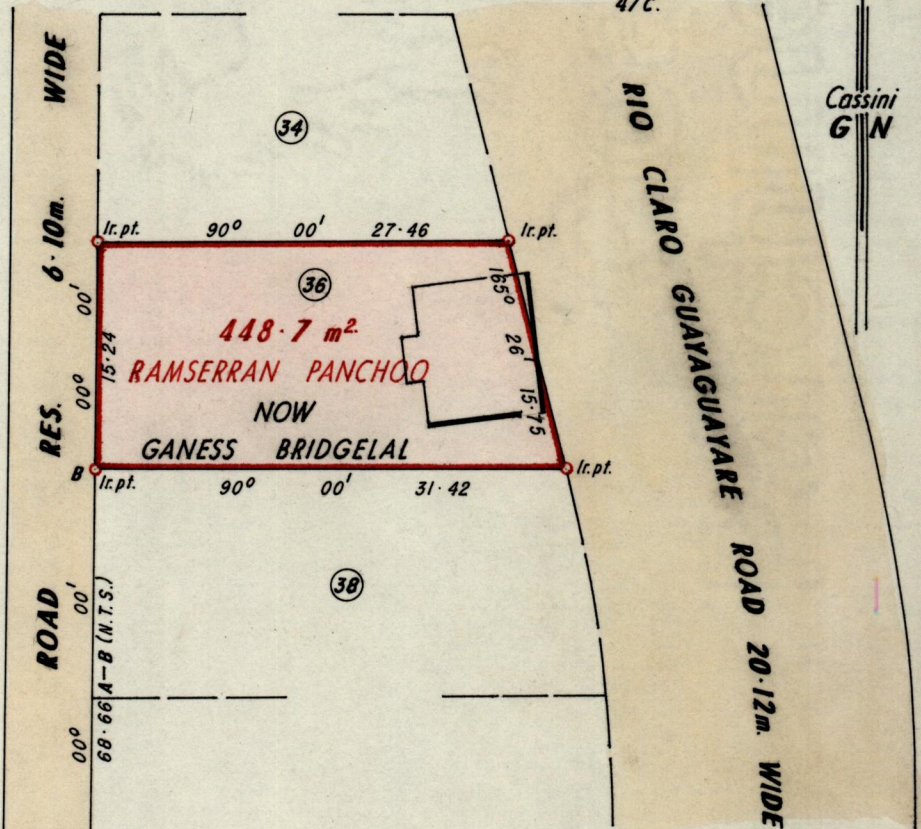 47C.
WIDE
6·10m.
RES.
ROAD
RIO CLARO GUAYAGUAYARE ROAD 20·12m. WIDE
Cassini
G N
34
Ir.pt. 90° 00' 27·46 Ir.pt.
36
448·7 m².
RAMSERRAN PANCHOO
NOW
GANESS BRIDGELAL
00° 00'
15·24
165° 26' 15·75
B Ir.pt. 90° 00' 31·42 Ir.pt.
38
00° 00'
68·66 A–B (N.T.S.)